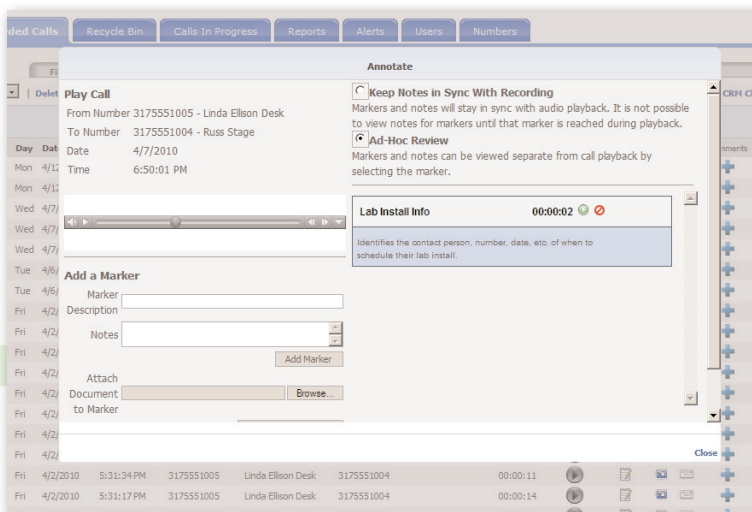 ded Calls Recycle Bin Calls In Progress Reports Alerts Users Numbers
Annotate
| Delet
CRM Cl
Play Call
From Number 3175551005 - Linda Ellison Desk
To Number 3175551004 - Russ Stage
Date 4/7/2010
Time 6:50:01 PM
Keep Notes in Sync With Recording
Markers and notes will stay in sync with audio playback. It is not possible
to view notes for markers until that marker is reached during playback.
Ad-Hoc Review
Markers and notes can be viewed separate from call playback by
selecting the marker.
Lab Install Info 00:00:02
Identifies the contact person, number, date, etc. of when to
schedule their lab install.
Add a Marker
Marker
Description
Notes
Add Marker
Attach
Document
to Marker
Browse...
Close
Day Dat
Mon 4/12
Mon 4/12
Wed 4/7/
Wed 4/7/
Wed 4/7/
Tue 4/6/
Tue 4/6/
Fri 4/2/
Fri 4/2/
Fri 4/2/
Fri 4/2/
Fri 4/2/
Fri 4/2/
Fri 4/2/
Fri 4/2/
Fri 4/2/2010 5:31:34 PM 3175551005 Linda Ellison Desk 3175551004 00:00:11
Fri 4/2/2010 5:31:17 PM 3175551005 Linda Ellison Desk 3175551004 00:00:14